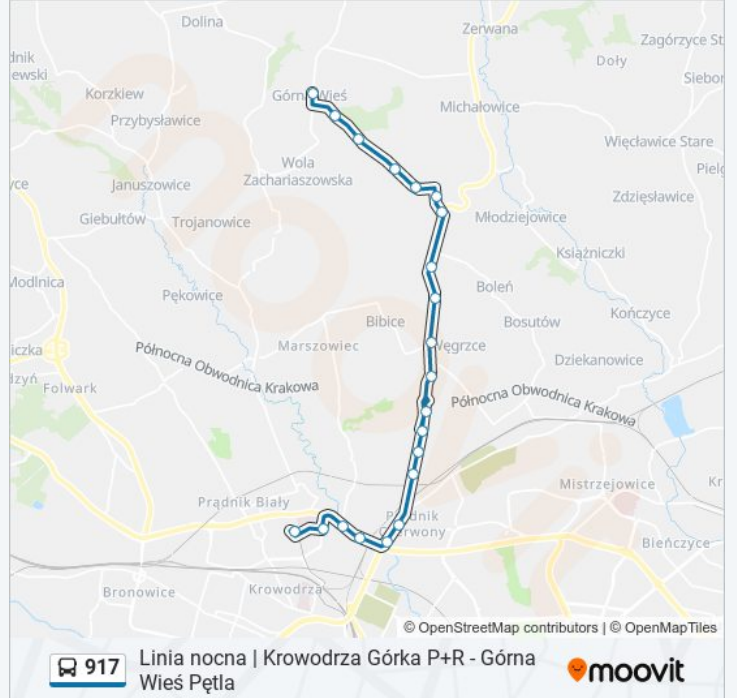 Dolina
Zerwana
Zagórzyce St
Doły
dnik
ewski
Siebor
Korzkiew
Górna Wieś
Michałowice
Przybysławice
Więcławice Stare
Wola
Zachariaszowska
Pielg
yce
Januszowice
Zdzięsławice
Giebułtów
Trojanowice
Młodziejowice
Książniczki
Modlnica
Boleń
Pękowice
Kończyce
Bibice
Bosutów
Marszowiec
Węgrzce
iczka
Północna Obwodnica Krakowa
Dziekanowice
dzyń
Folwark
Północna Obwodnica Krakowa
Mistrzejowice
Kr
Prądnik Biały
Prądnik
Czerwony
Bieńczyce
Bronowice
Krowodrza
© OpenStreetMap contributors | © OpenMapTiles
917
Linia nocna | Krowodrza Górka P+R - Górna
Wieś Pętla
moovit